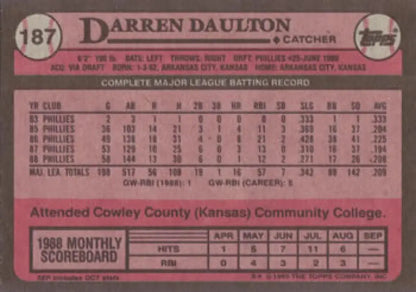 187
DARREN DAULTON
CATCHER
Topps
6'2" 190 lb. BATS: LEFT THROWS: RIGHT DRFT: PHILLIES #25-JUNE 1980
ACQ: VIA DRAFT BORN: 1-3-62, ARKANSAS CITY, KANSAS HOME: ARKANSAS CITY, KANSAS
COMPLETE MAJOR LEAGUE BATTING RECORD
YR CLUB G AB R H 2B 3B HR RBI SB SLG BB SO AVG
83 PHILLIES 2 3 1 1 0 0 0 0 0 .333 1 1 .333
85 PHILLIES 36 103 14 21 3 1 4 11 3 .369 16 37 .204
86 PHILLIES 49 138 18 31 4 0 8 21 2 .428 38 41 .225
87 PHILLIES 53 129 10 25 6 0 3 13 0 .310 16 37 .194
88 PHILLIES 58 144 13 30 6 0 1 12 2 .271 17 26 .208
MAJ. LEA. TOTALS 198 517 56 108 19 1 16 57 7 .342 88 142 .209
GW-RBI (1988): 1 GW-RBI (CAREER): 5
Attended Cowley County (Kansas) Community College.
1988 MONTHLY SCOREBOARD
APR MAY JUN JUL AUG SEP
HITS 1 5 7 11 6 —
RBI 0 4 3 2 3 —
SEP includes OCT stats
© 1989 THE TOPPS COMPANY, INC.